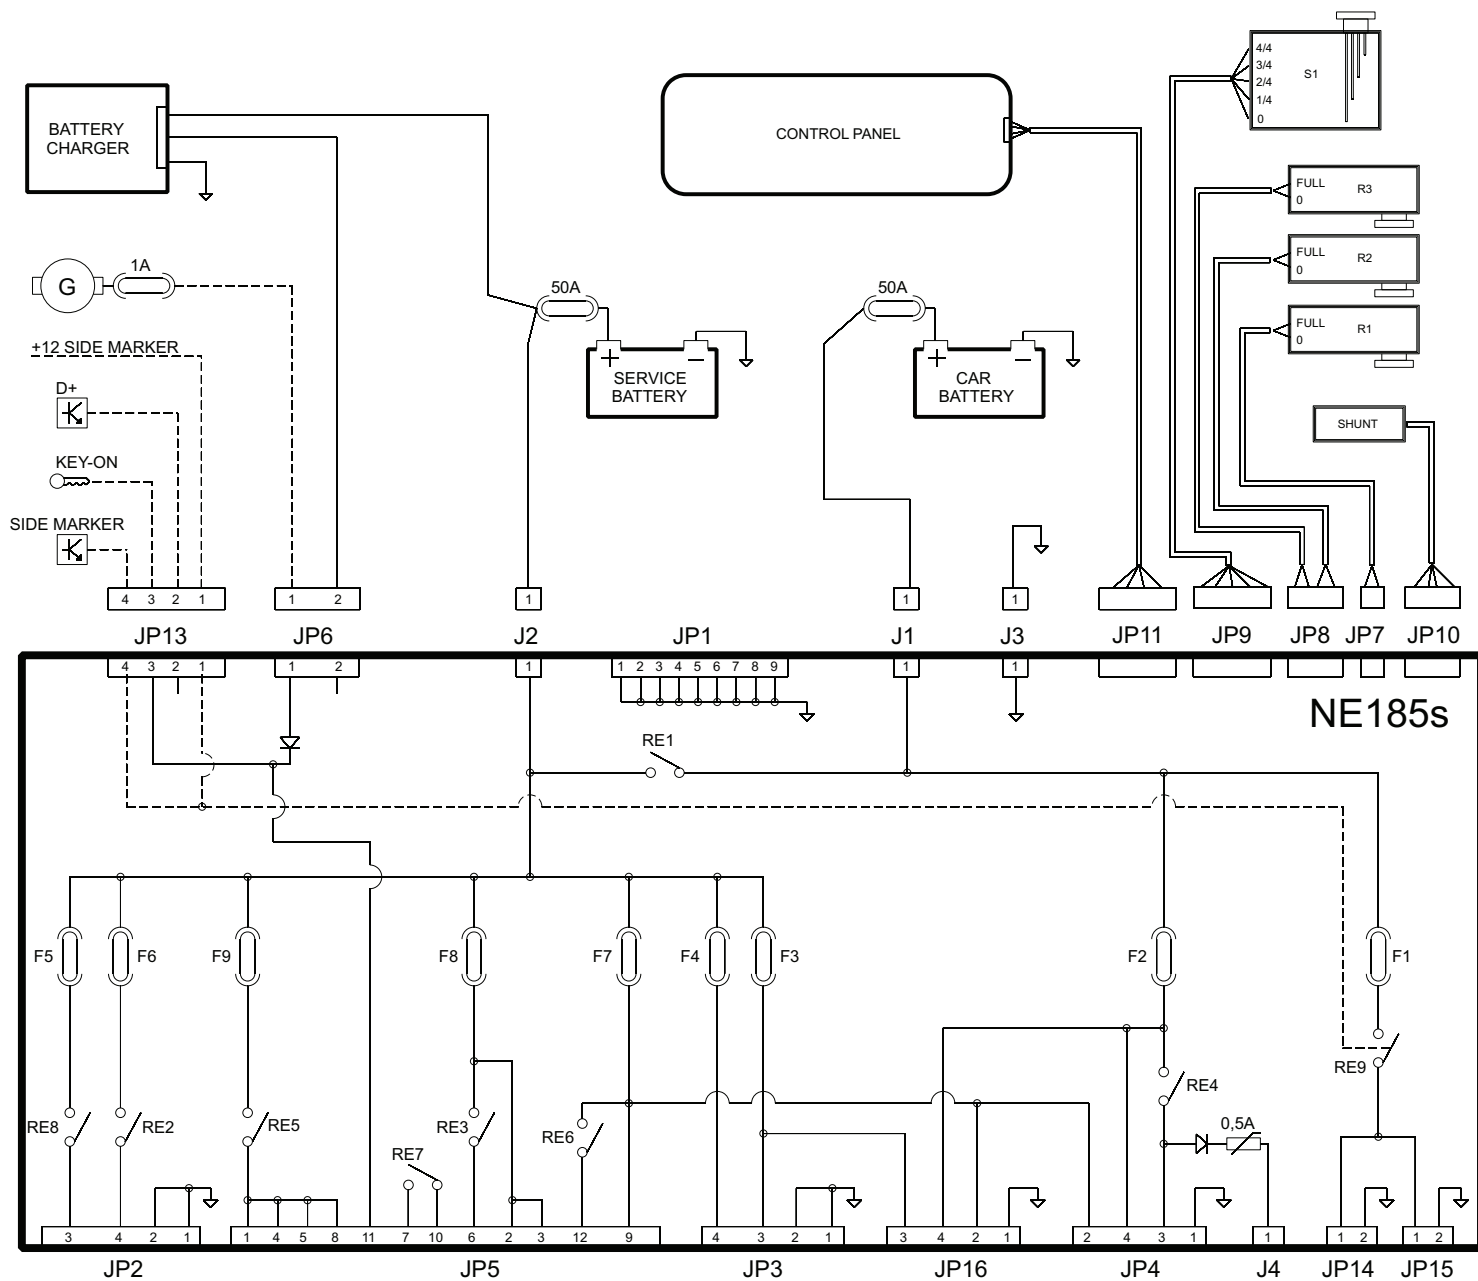 4/4
3/4
2/4
1/4
0
S1
BATTERY
CHARGER
CONTROL PANEL
FULL
0
R3
FULL
0
R2
FULL
0
R1
G
1A
50A
50A
+12 SIDE MARKER
D+
SERVICE
BATTERY
CAR
BATTERY
SHUNT
KEY-ON
SIDE MARKER
4 3 2 1
1 2
1
1
1
JP13
JP6
J2
JP1
J1
J3
JP11
JP9
JP8
JP7
JP10
4 3 2 1
1 2
1
1 2 3 4 5 6 7 8 9
1
1
NE185s
RE1
F5
F6
F9
F8
F7
F4
F3
F2
F1
RE9
RE4
RE8
RE2
RE5
RE7
RE3
RE6
0,5A
3 4 2 1
1 4 5 8 11 7 10 6 2 3 12 9
4 3 2 1
3 4 2 1
2 4 3 1
1
1 2
1 2
JP2
JP5
JP3
JP16
JP4
J4
JP14
JP15